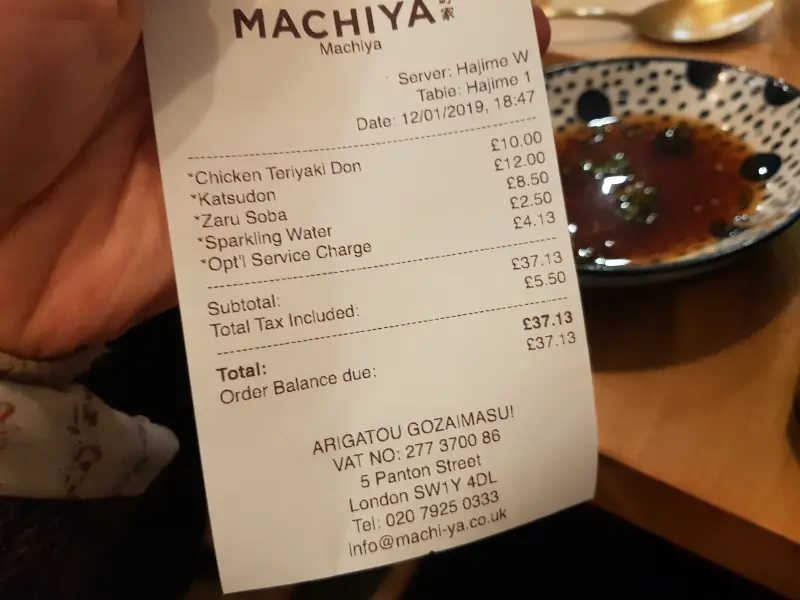 MACHIYA 町家
Machiya
Server: Hajime W
Table: Hajime 1
Date: 12/01/2019, 18:47
*Chicken Teriyaki Don £10.00
*Katsudon £12.00
*Zaru Soba £8.50
*Sparkling Water £2.50
*Opt'l Service Charge £4.13
Subtotal: £37.13
Total Tax Included: £5.50
Total: £37.13
Order Balance due: £37.13
ARIGATOU GOZAIMASU!
VAT NO: 277 3700 86
5 Panton Street
London SW1Y 4DL
Tel: 020 7925 0333
info@machi-ya.co.uk